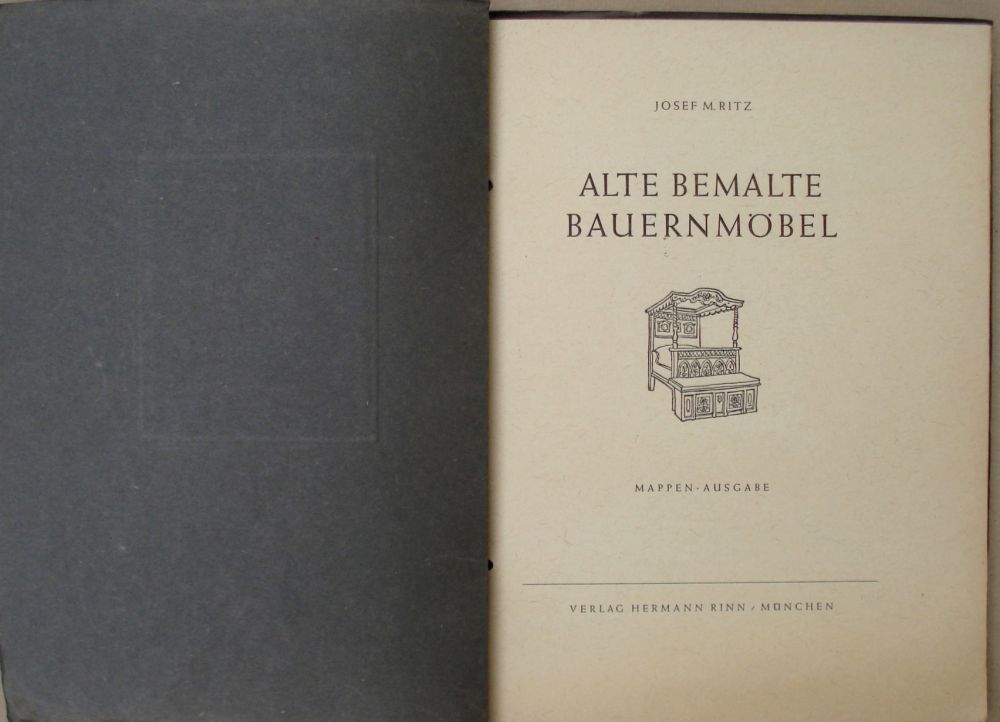 JOSEF M. RITZ
ALTE BEMALTE
BAUERNMÖBEL
MAPPEN-AUSGABE
VERLAG HERMANN RINN / MÜNCHEN